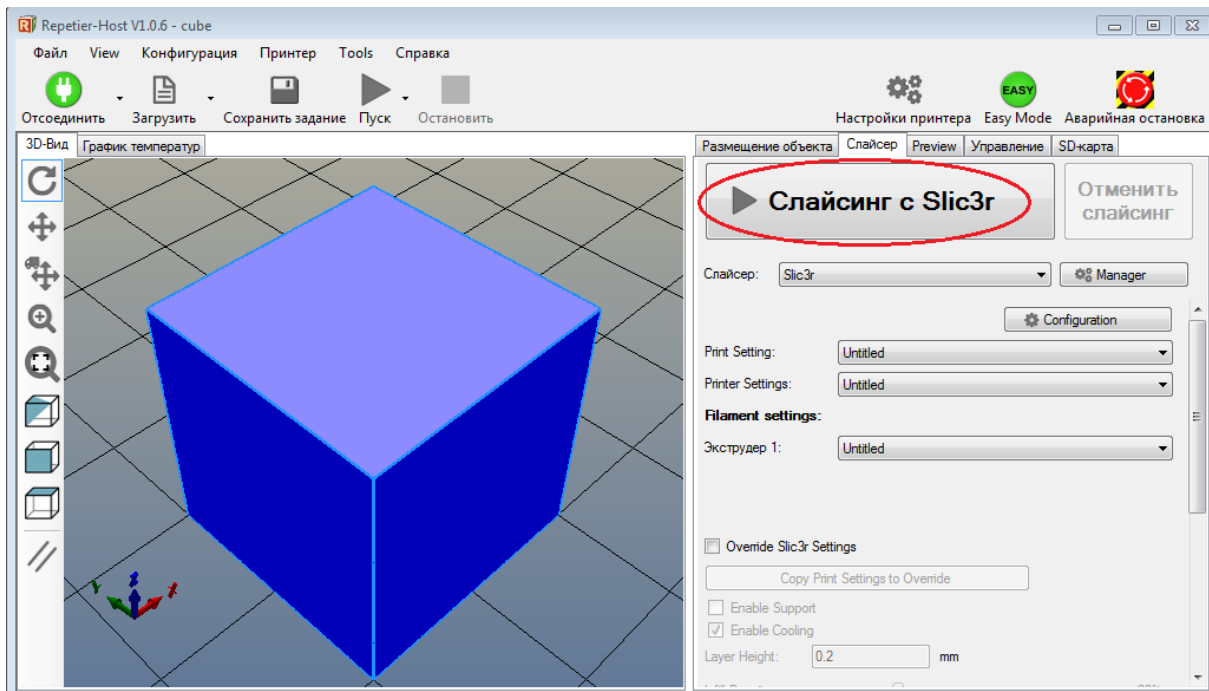 Repetier-Host V1.0.6 - cube
Файл View Конфигурация Принтер Tools Справка
EASY
Отсоединить Загрузить Сохранить задание Пуск Остановить Настройки принтера Easy Mode Аварийная остановка
3D-Вид График температур Размещение объекта Слайсер Preview Управление SD-карта
Слайсинг с Slic3r
Отменить
слайсинг
Слайсер: Slic3r Manager
Configuration
Print Setting: Untitled
Printer Settings: Untitled
Filament settings:
Экструдер 1: Untitled
Override Slic3r Settings
Copy Print Settings to Override
Enable Support
Enable Cooling
Layer Height: 0.2 mm
Y Z X